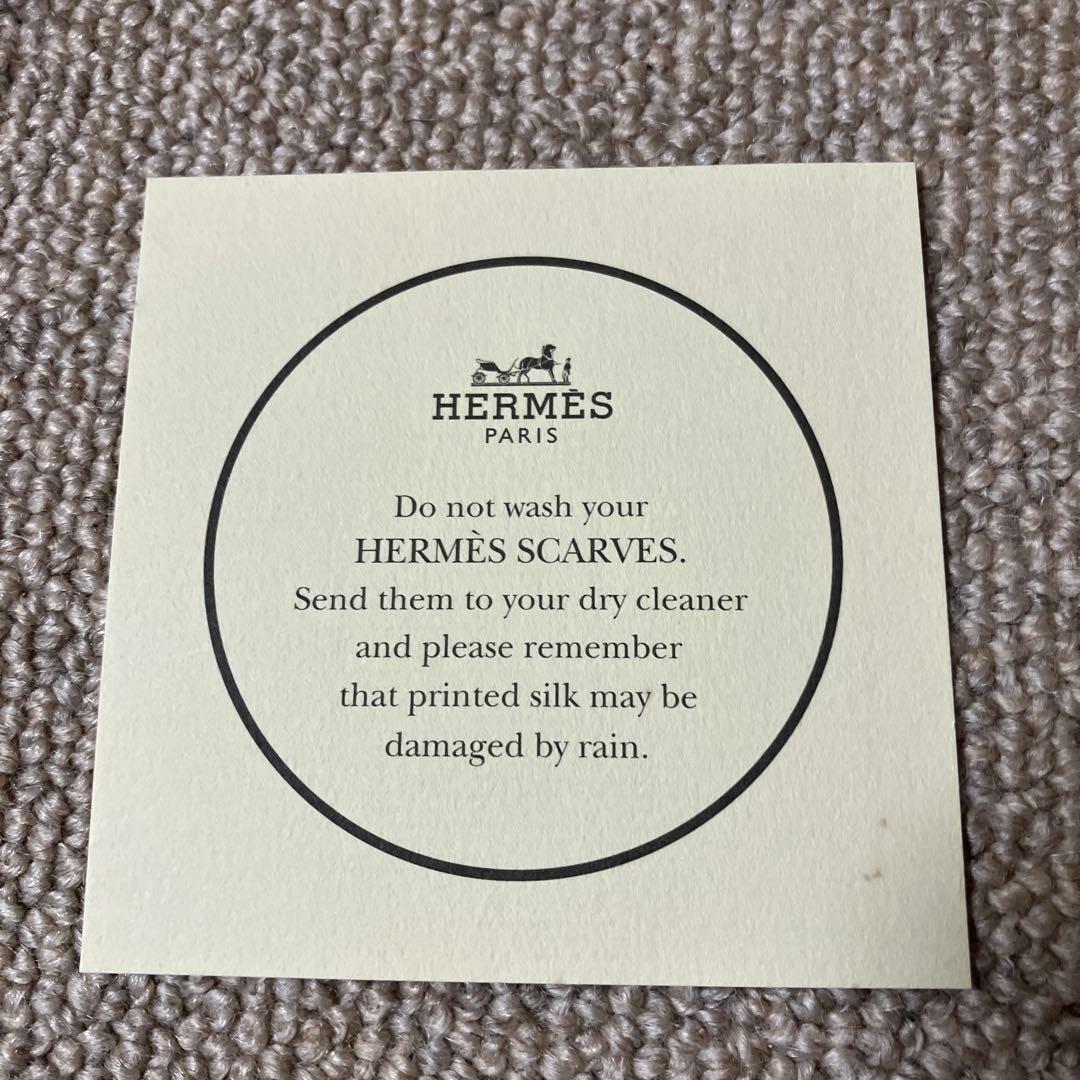 HERMÈS
PARIS
Do not wash your
HERMÈS SCARVES.
Send them to your dry cleaner
and please remember
that printed silk may be
damaged by rain.